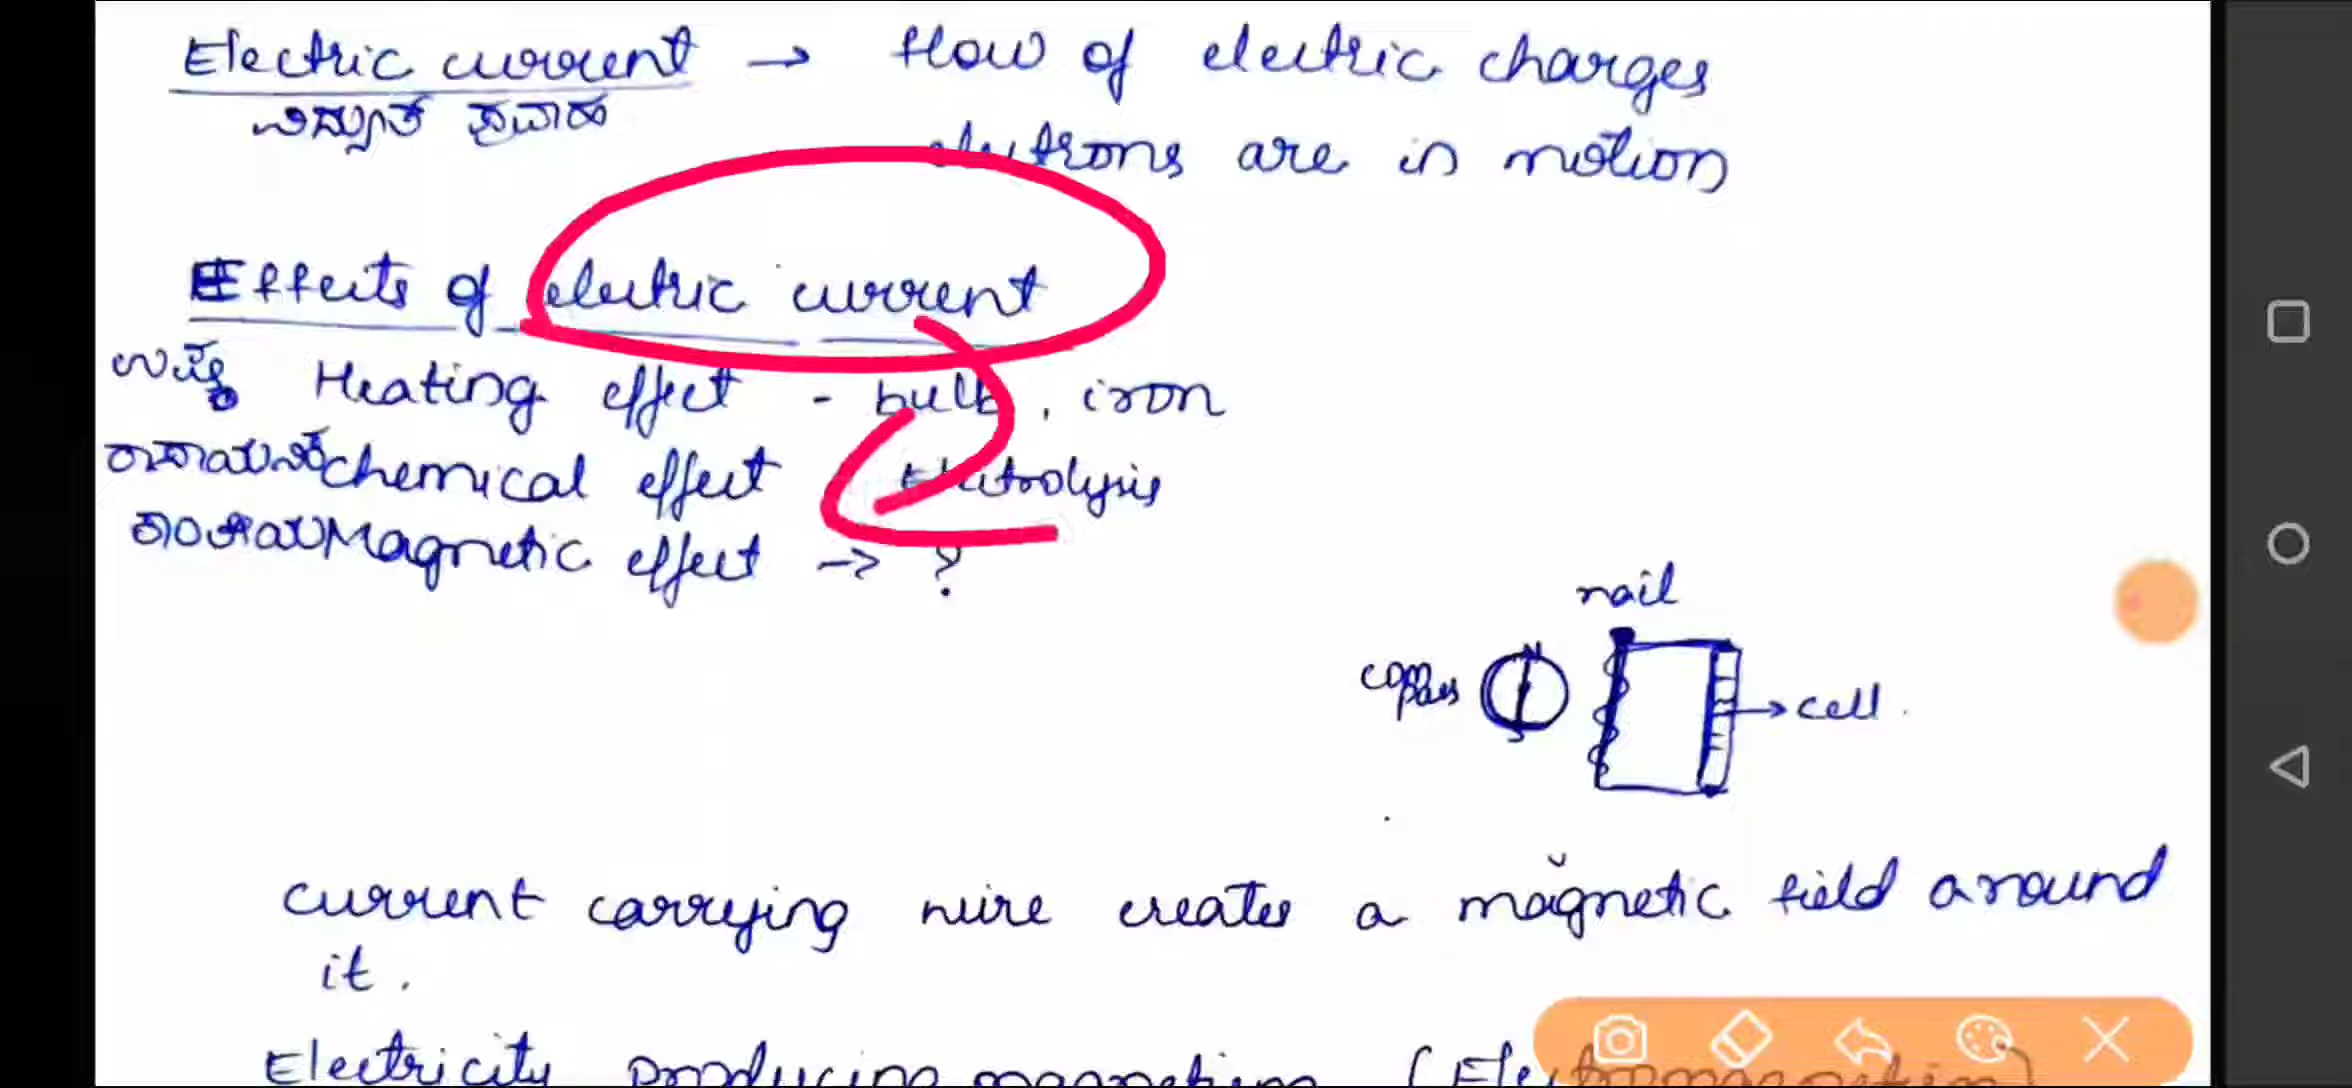 Electric current → flow of electric charges
ವಿದ್ಯುತ್ ಪ್ರವಾಹ
electrons are in motion
Effects of electric current
ಉಷ್ಣ Heating effect - bulb, iron
ರಾಸಾಯನಿಕ chemical effect Electrolysis
ಕಾಂತೀಯ Magnetic effect → ?
nail
compass
N
S
→ cell.
current carrying wire creates a magnetic field around
it.
Electricity producing magnetism (Electromagnetism)